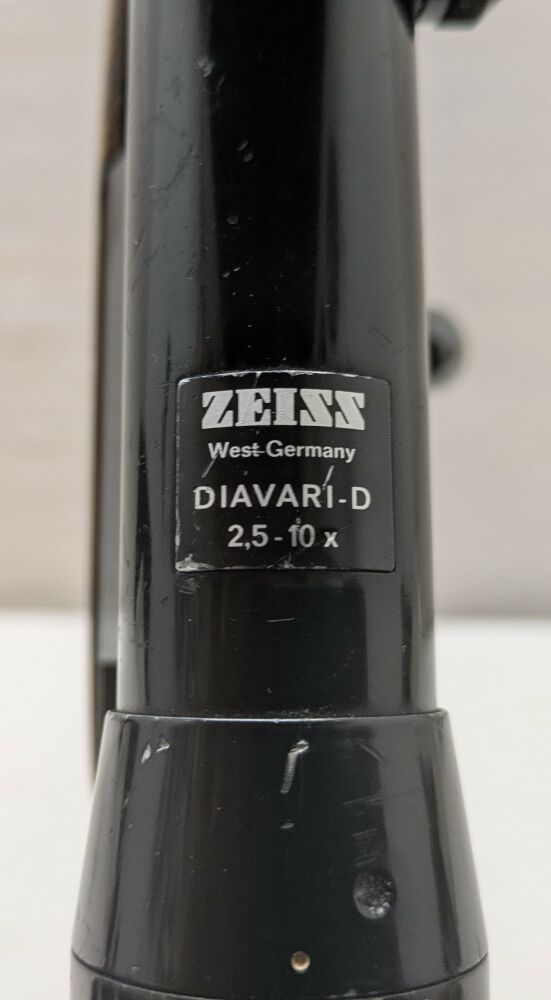 ZEISS
West-Germany
DIAVARI-D
2,5-10 x